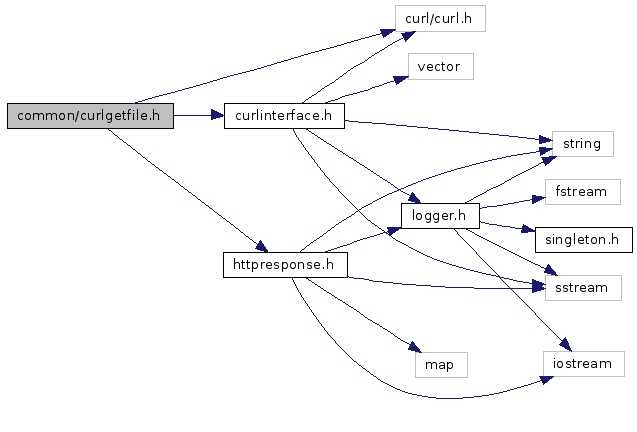 curl/curl.h
vector
common/curlgetfile.h
curlinterface.h
string
fstream
logger.h
singleton.h
httpresponse.h
sstream
map
iostream